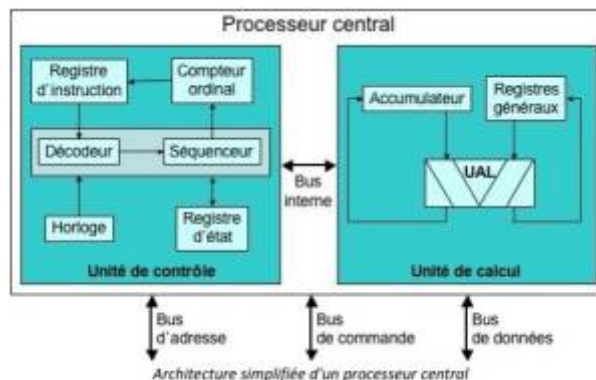 Processeur central
Registre
d'instruction
Compteur
ordinal
Décodeur
Séquenceur
Horloge
Registre
d'état
Unité de contrôle
Bus
interne
Accumulateur
Registres
généraux
UAL
Unité de calcul
Bus
d'adresse
Bus
de commande
Bus
de données
Architecture simplifiée d'un processeur central